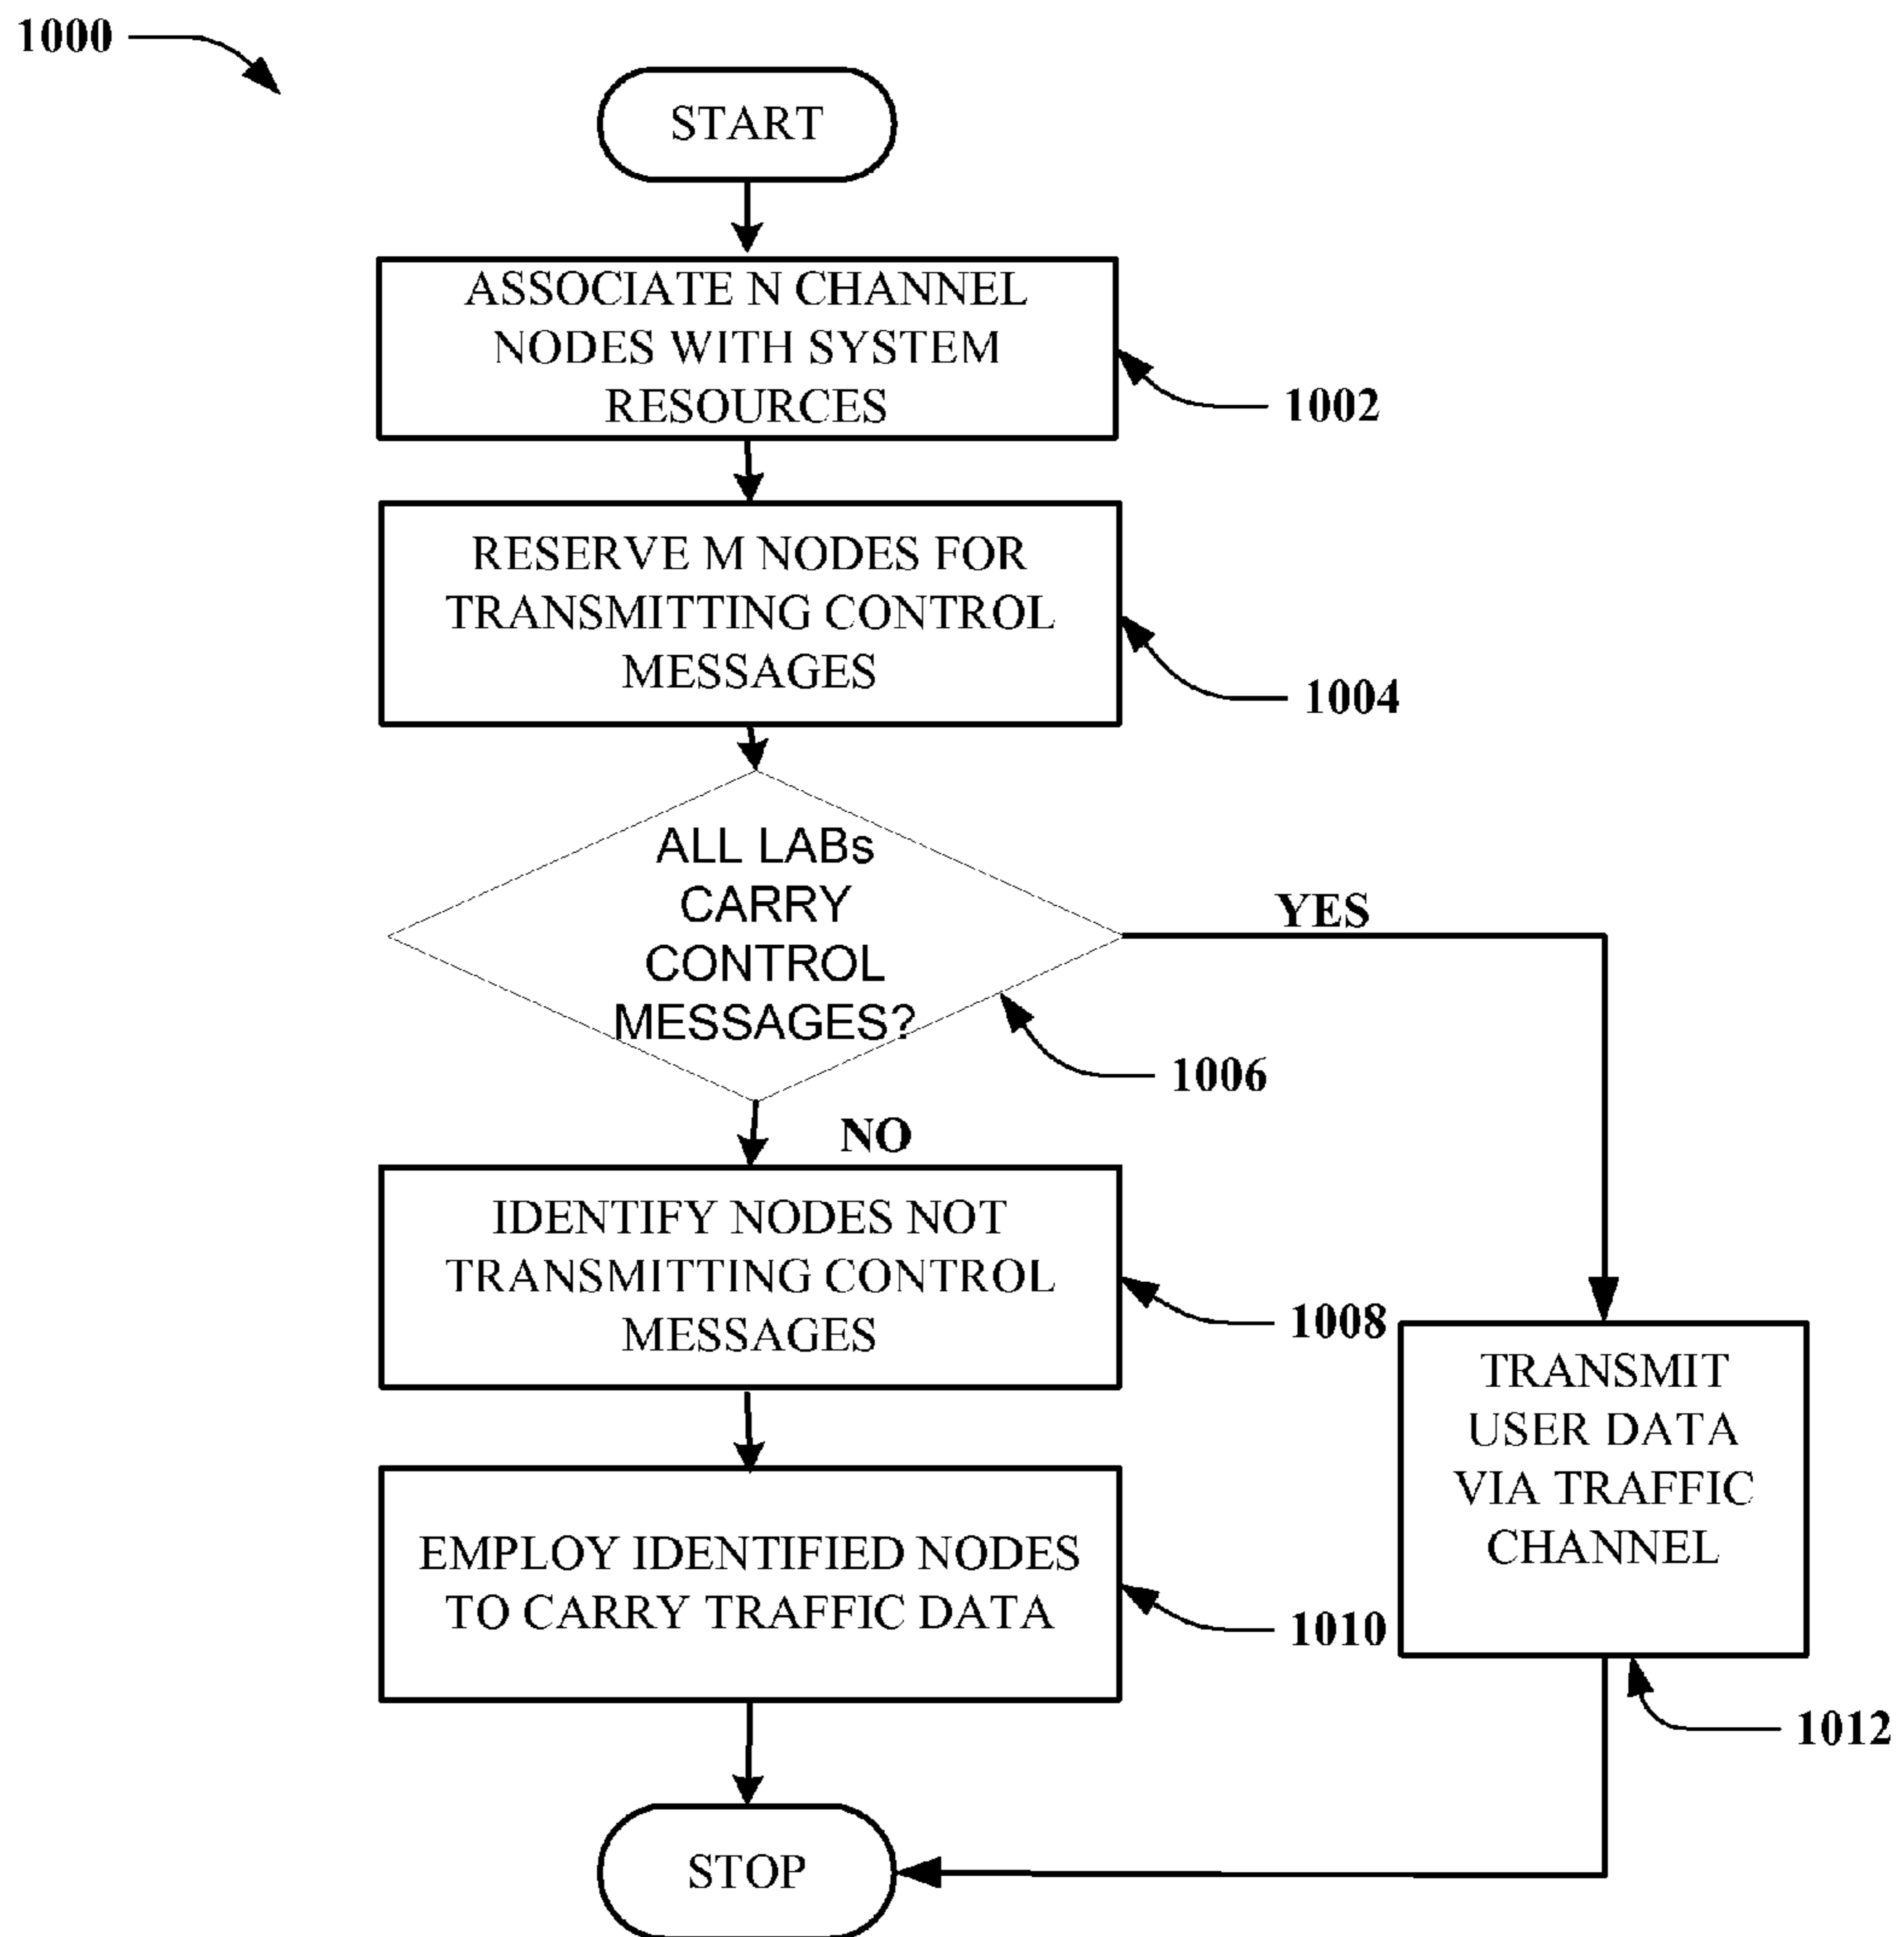 1000
START
ASSOCIATE N CHANNEL
NODES WITH SYSTEM
RESOURCES
1002
RESERVE M NODES FOR
TRANSMITTING CONTROL
MESSAGES
1004
ALL LABs
CARRY
CONTROL
MESSAGES?
YES
1006
NO
IDENTIFY NODES NOT
TRANSMITTING CONTROL
MESSAGES
1008
TRANSMIT
USER DATA
VIA TRAFFIC
CHANNEL
EMPLOY IDENTIFIED NODES
TO CARRY TRAFFIC DATA
1010
1012
STOP